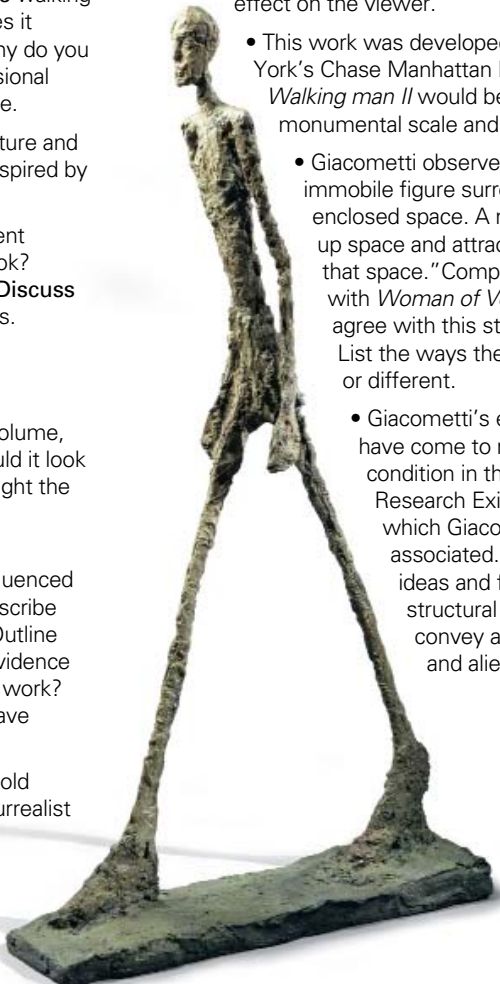 Walking
es it
ny do you
sional
e.
ture and
spired by
ent
ok?
Discuss
s.
olume,
uld it look
ght the
uenced
scribe
Outline
vidence
work?
ave
old
urrealist
effect on the viewer.
• This work was developed
York's Chase Manhattan
Walking man II would be
monumental scale and
• Giacometti observed
immobile figure surr
enclosed space. A
up space and attrac
that space."Comp
with Woman of Ve
agree with this st
List the ways the
or different.
• Giacometti's e
have come to
condition in th
Research Exi
which Giaco
associated.
ideas and f
structural
convey a
and alie